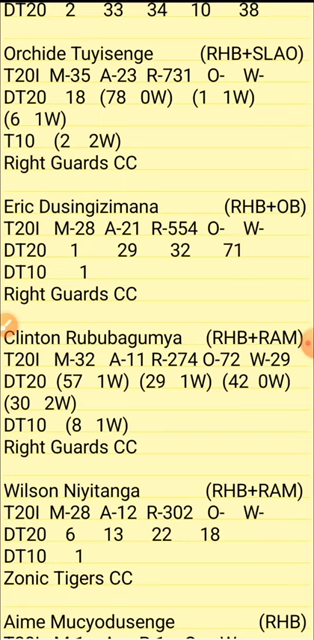 DT20 2 33 34 10 38
Orchide Tuyisenge (RHB+SLAO)
T20I M-35 A-23 R-731 O- W-
DT20 18 (78 0W) (1 1W)
(6 1W)
T10 (2 2W)
Right Guards CC
Eric Dusingizimana (RHB+OB)
T20I M-28 A-21 R-554 O- W-
DT20 1 29 32 71
DT10 1
Right Guards CC
Clinton Rububagumya (RHB+RAM)
T20I M-32 A-11 R-274 O-72 W-29
DT20 (57 1W) (29 1W) (42 0W)
(30 2W)
DT10 (8 1W)
Right Guards CC
Wilson Niyitanga (RHB+RAM)
T20I M-28 A-12 R-302 O- W-
DT20 6 13 22 18
DT10 1
Zonic Tigers CC
Aime Mucyodusenge (RHB)